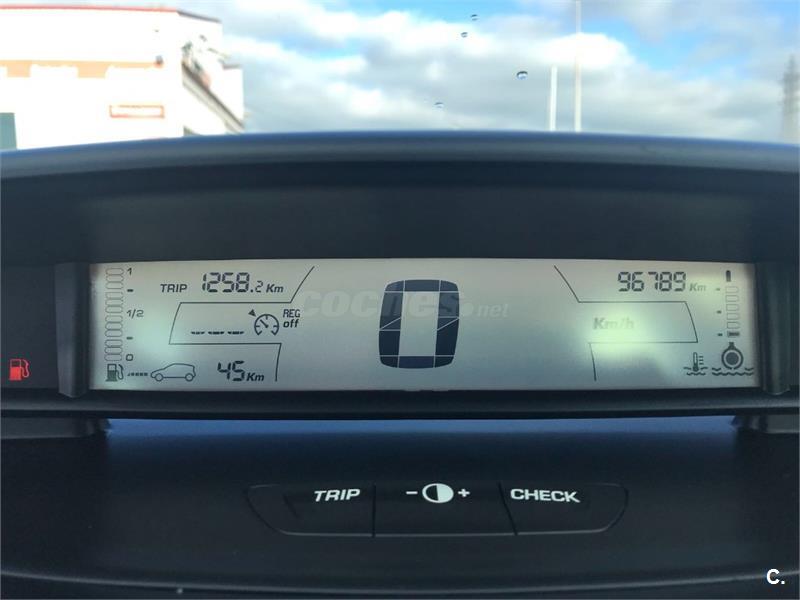 1
1/2
0
TRIP 1258.2 Km
REG
off
45 Km
0
coches.net
96789 Km
Km/h
TRIP
- +
CHECK
C.